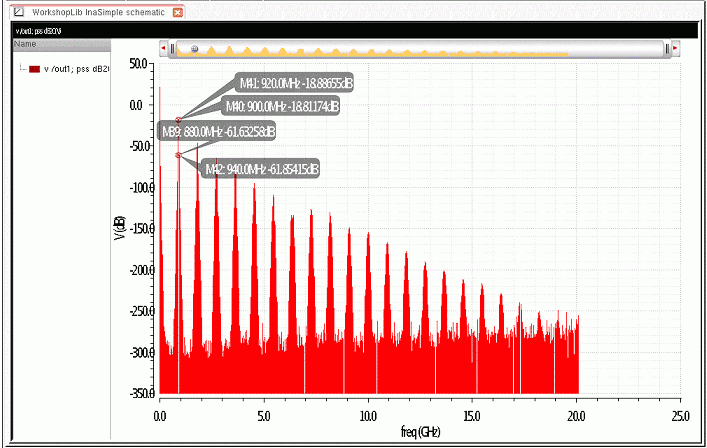 WorkshopLib lnaSimple schematic
v /out1; pss dB20(V)
Name
v /out1; pss dB2(
50.0
0.0
-50.0
-100.0
-150.0
-200.0
-250.0
-300.0
-350.0
V (dB)
M41: 920.0MHz -18.88655dB
M40: 900.0MHz -18.81174dB
M39: 880.0MHz -61.63258dB
M42: 940.0MHz -61.85415dB
0.0 5.0 10.0 15.0 20.0 25.0
freq (GHz)